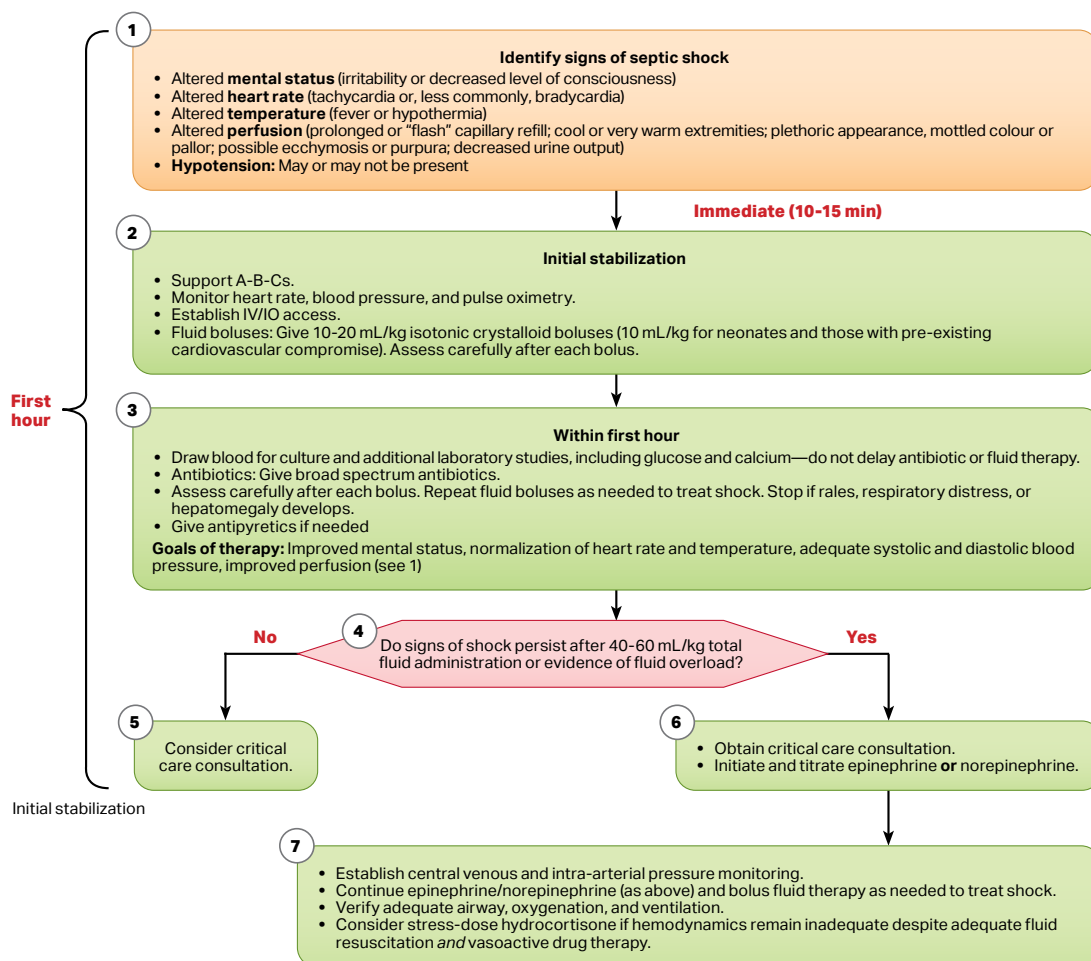 1
Identify signs of septic shock
• Altered mental status (irritability or decreased level of consciousness)
• Altered heart rate (tachycardia or, less commonly, bradycardia)
• Altered temperature (fever or hypothermia)
• Altered perfusion (prolonged or “flash” capillary refill; cool or very warm extremities; plethoric appearance, mottled colour or
pallor; possible ecchymosis or purpura; decreased urine output)
• Hypotension: May or may not be present
Immediate (10-15 min)
2
Initial stabilization
• Support A-B-Cs.
• Monitor heart rate, blood pressure, and pulse oximetry.
• Establish IV/IO access.
• Fluid boluses: Give 10-20 mL/kg isotonic crystalloid boluses (10 mL/kg for neonates and those with pre-existing
cardiovascular compromise). Assess carefully after each bolus.
First
hour
3
Within first hour
• Draw blood for culture and additional laboratory studies, including glucose and calcium—do not delay antibiotic or fluid therapy.
• Antibiotics: Give broad spectrum antibiotics.
• Assess carefully after each bolus. Repeat fluid boluses as needed to treat shock. Stop if rales, respiratory distress, or
hepatomegaly develops.
• Give antipyretics if needed
Goals of therapy: Improved mental status, normalization of heart rate and temperature, adequate systolic and diastolic blood
pressure, improved perfusion (see 1)
4
Do signs of shock persist after 40-60 mL/kg total
fluid administration or evidence of fluid overload?
No
Yes
5
Consider critical
care consultation.
6
• Obtain critical care consultation.
• Initiate and titrate epinephrine or norepinephrine.
Initial stabilization
7
• Establish central venous and intra-arterial pressure monitoring.
• Continue epinephrine/norepinephrine (as above) and bolus fluid therapy as needed to treat shock.
• Verify adequate airway, oxygenation, and ventilation.
• Consider stress-dose hydrocortisone if hemodynamics remain inadequate despite adequate fluid
resuscitation and vasoactive drug therapy.